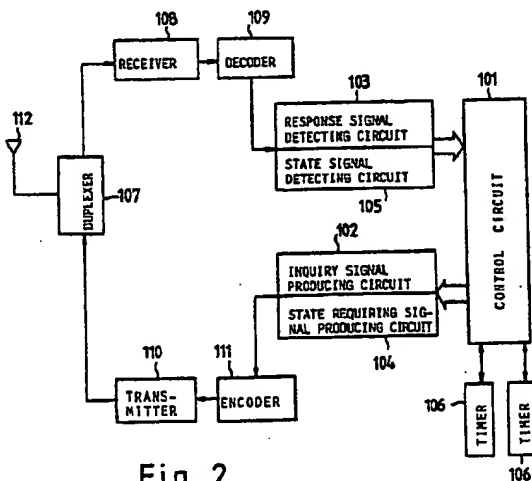 108
109
RECEIVER
DECODER
112
103
101
RESPONSE SIGNAL
DETECTING CIRCUIT
STATE SIGNAL
DETECTING CIRCUIT
105
DUPLEXER
107
CONTROL CIRCUIT
102
INQUIRY SIGNAL
PRODUCING CIRCUIT
STATE REQUIRING SIG-
NAL PRODUCING CIRCUIT
104
110
111
TRANS-
MITTER
ENCODER
106
TIMER
TIMER
106
Fig. 2